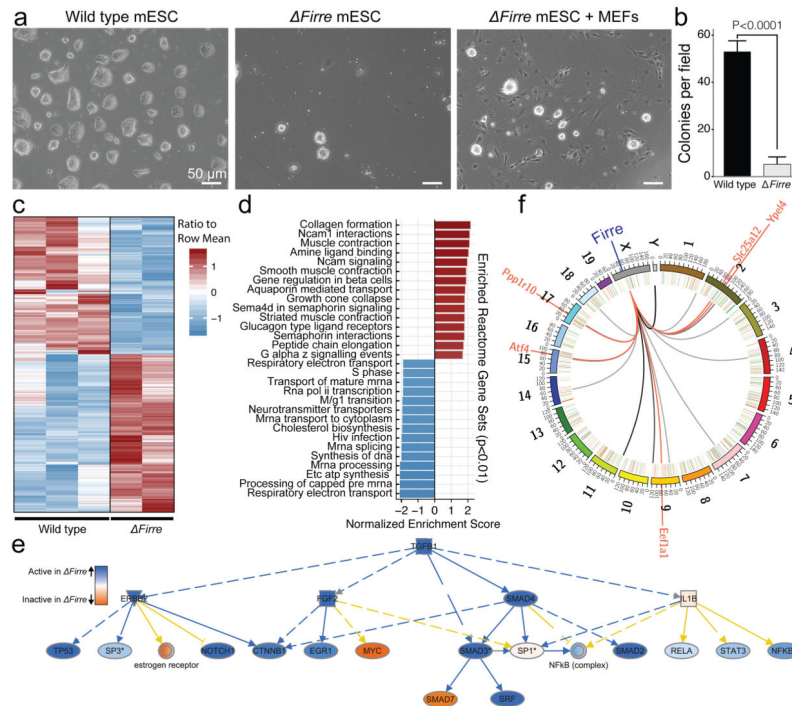 a
Wild type mESC
ΔFirre mESC
ΔFirre mESC + MEFs
50 μm
b
P<0.0001
Colonies per field
60
40
20
0
Wild type
ΔFirre
c
Ratio to
Row Mean
1
0
−1
Wild type
ΔFirre
d
Collagen formation
Ncam1 interactions
Muscle contraction
Amine ligand binding
Ncam signaling
Smooth muscle contraction
Gene regulation in beta cells
Aquaporin mediated transport
Growth cone collapse
Sema4d in semaphorin signaling
Striated muscle contraction
Glucagon type ligand receptors
Semaphorin interactions
Peptide chain elongation
G alpha z signalling events
Respiratory electron transport
S phase
Transport of mature mrna
Rna pol ii transcription
M/g1 transition
Neurotransmitter transporters
Mrna transport to cytoplasm
Cholesterol biosynthesis
Hiv infection
Mrna splicing
Synthesis of dna
Mrna processing
Etc atp synthesis
Processing of capped pre mrna
Respiratory electron transport
−2 −1 0 1 2
Normalized Enrichment Score
Enriched Reactome Gene Sets (p<0.01)
f
Firre
Slc25a12
Ypel4
Ppp1r10
Atf4
Eef1a1
X
Y
1
2
3
4
5
6
7
8
9
10
11
12
13
14
15
16
17
18
19
e
Active in ΔFirre
Inactive in ΔFirre
TGFB1
ERBB2
FGF2
SMAD4
IL1B
TP53
SP3*
estrogen receptor
NOTCH1
CTNNB1
EGR1
MYC
SMAD3*
SP1*
NFkB (complex)
SMAD2
RELA
STAT3
NFKB
SMAD7
SRF